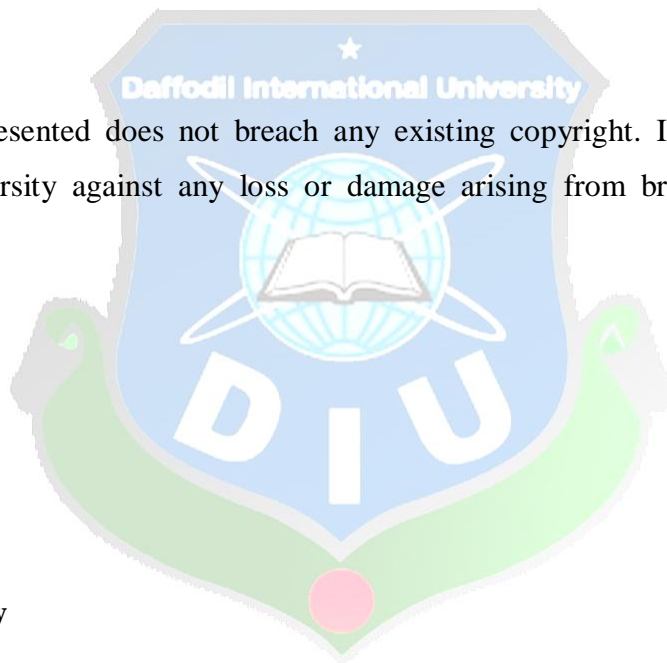 Daffodil International University
esented does not breach any existing copyright. I
rsity against any loss or damage arising from br
D I U
y